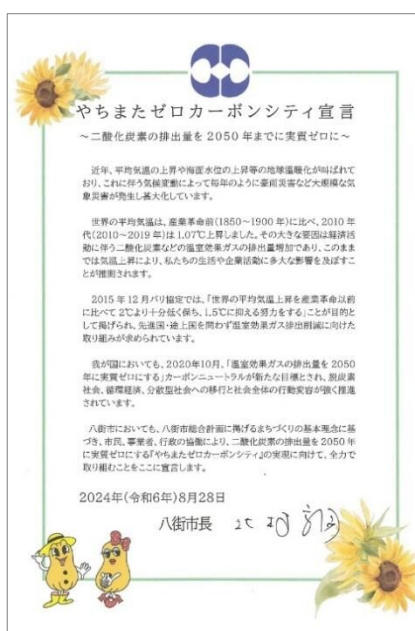 やちまたゼロカーボンシティ宣言
～二酸化炭素の排出量を2050年までに実質ゼロに～
近年、平均気温の上昇や海面水位の上昇等の地球温暖化が叫ばれて
おり、これに伴う気候変動によって毎年のように豪雨災害など大規模な気
象災害が発生し甚大化しています。
世界の平均気温は、産業革命前(1850～1900年)に比べ、2010年
代(2010～2019年)は1.07℃上昇しました。その大きな要因は経済活
動に伴う二酸化炭素などの温室効果ガスの排出量増加であり、このまま
では気温上昇により、私たちの生活や企業活動に多大な影響を及ぼすこ
とが推測されます。
2015年12月パリ協定では、「世界の平均気温上昇を産業革命以前
に比べて2℃より十分低く保ち、1.5℃に抑える努力をする」ことが目的と
して掲げられ、先進国・途上国を問わず温室効果ガス排出削減に向けた
取り組みが求められています。
我が国においても、2020年10月、「温室効果ガスの排出量を2050
年に実質ゼロにする」カーボンニュートラルが新たな目標とされ、脱炭素
社会、循環経済、分散型社会への移行と社会全体の行動変容が強く推進
されています。
八街市においても、八街市総合計画に掲げるまちづくりの基本理念に基
づき、市民、事業者、行政の協働により、二酸化炭素の排出量を2050年
に実質ゼロにする『やちまたゼロカーボンシティ』の実現に向けて、全力で
取り組むことをここに宣言します。
2024年(令和6年)8月28日
八街市長 北村新司